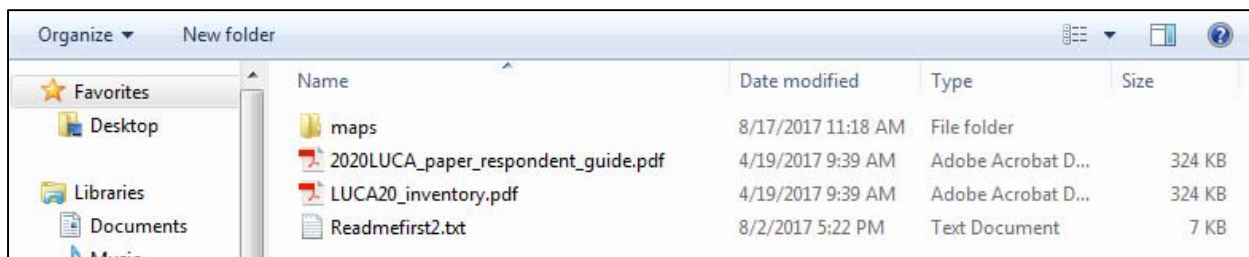 Organize New folder
Favorites
Desktop
Libraries
Documents
Music
Name Date modified Type Size
maps 8/17/2017 11:18 AM File folder
2020LUCA_paper_respondent_guide.pdf 4/19/2017 9:39 AM Adobe Acrobat D... 324 KB
LUCA20_inventory.pdf 4/19/2017 9:39 AM Adobe Acrobat D... 324 KB
Readmefirst2.txt 8/2/2017 5:22 PM Text Document 7 KB